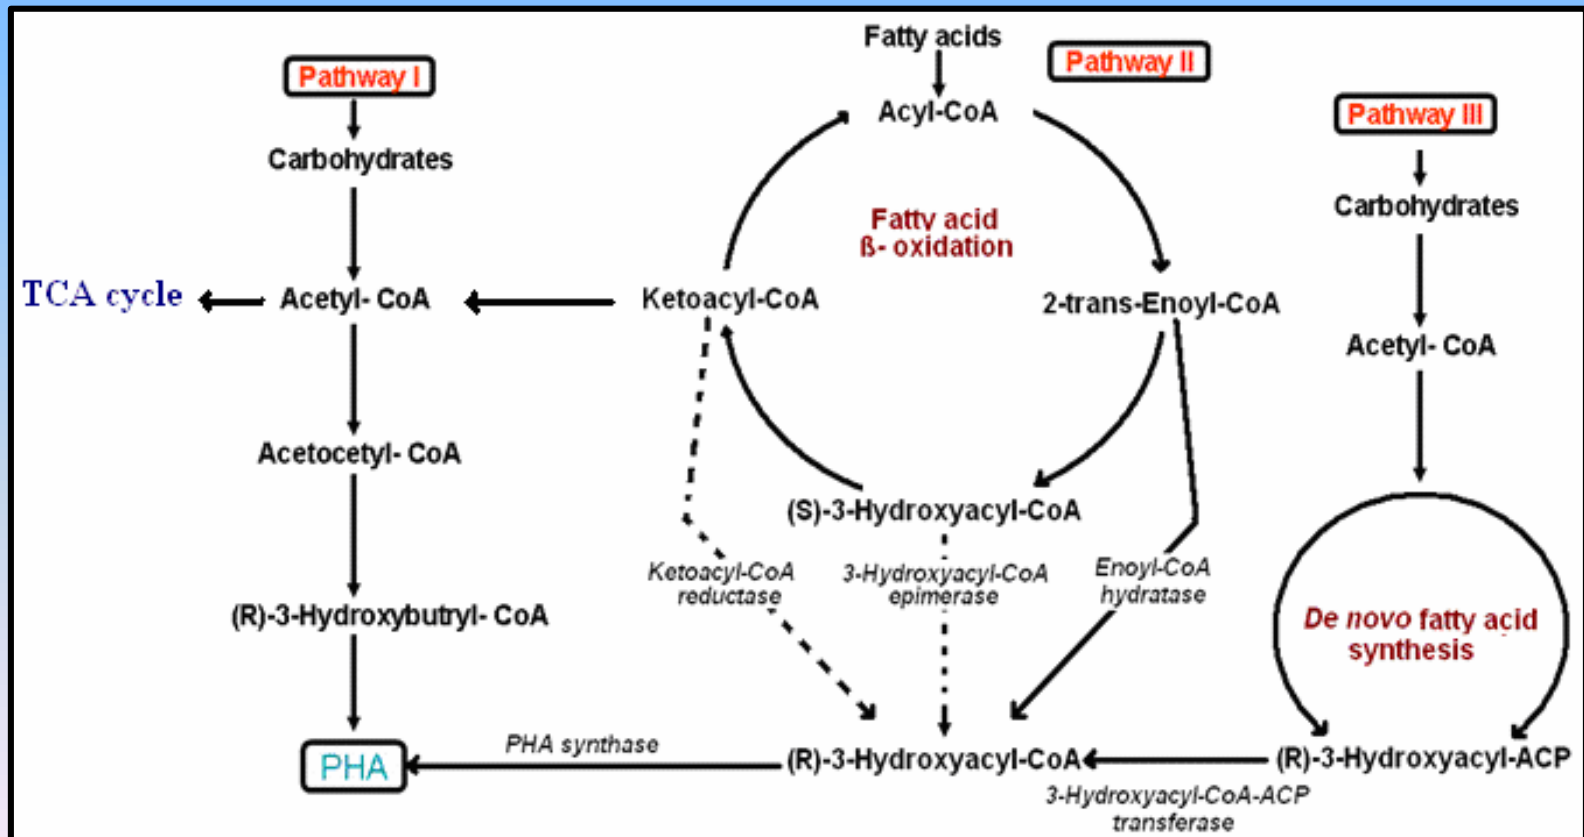 Pathway I
Carbohydrates
TCA cycle
Acetyl- CoA
Acetocetyl- CoA
(R)-3-Hydroxybutryl- CoA
PHA
PHA synthase
Fatty acids
Pathway II
Acyl-CoA
Fatty acid
ß- oxidation
Ketoacyl-CoA
2-trans-Enoyl-CoA
(S)-3-Hydroxyacyl-CoA
Ketoacyl-CoA
reductase
3-Hydroxyacyl-CoA
epimerase
Enoyl-CoA
hydratase
(R)-3-Hydroxyacyl-CoA
Pathway III
Carbohydrates
Acetyl- CoA
De novo fatty acid
synthesis
(R)-3-Hydroxyacyl-ACP
3-Hydroxyacyl-CoA-ACP
transferase